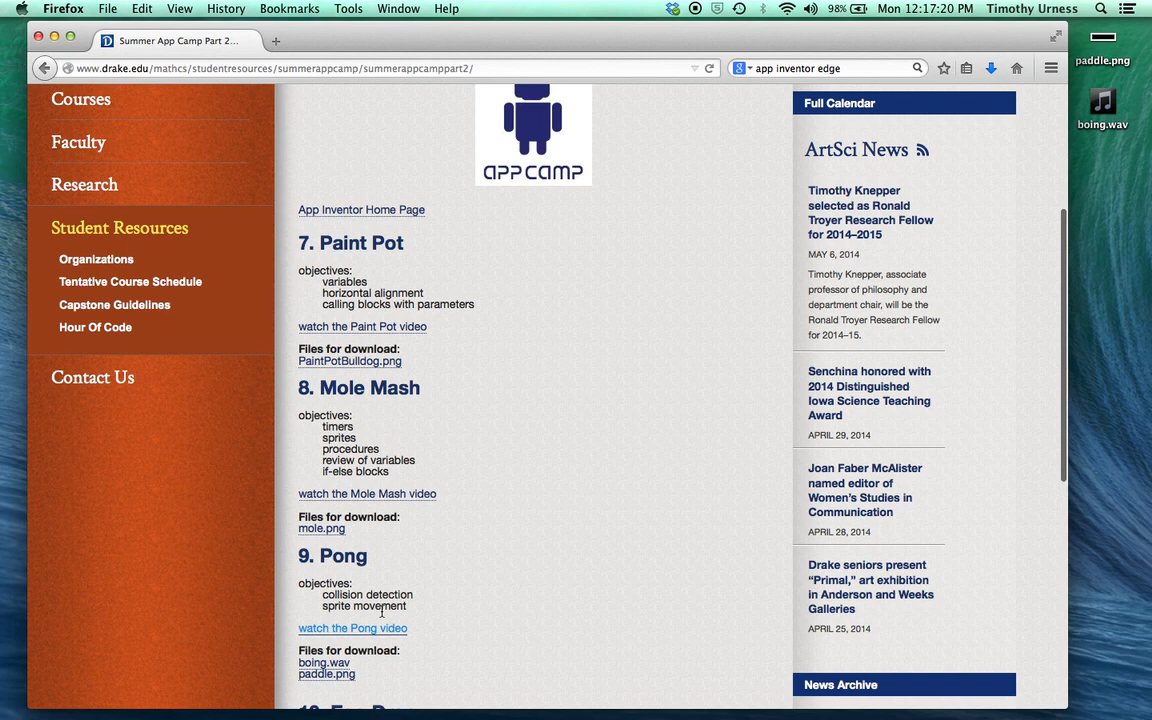 Firefox File Edit View History Bookmarks Tools Window Help 98% Mon 12:17:20 PM Timothy Urness
Summer App Camp Part 2...
www.drake.edu/mathcs/studentresources/summerappcamp/summerappcamppart2/
app inventor edge
paddle.png
boing.wav
Courses
Faculty
Research
Student Resources
Organizations
Tentative Course Schedule
Capstone Guidelines
Hour Of Code
Contact Us
APP CAMP
App Inventor Home Page
7. Paint Pot
objectives:
variables
horizontal alignment
calling blocks with parameters
watch the Paint Pot video
Files for download:
PaintPotBulldog.png
8. Mole Mash
objectives:
timers
sprites
procedures
review of variables
if-else blocks
watch the Mole Mash video
Files for download:
mole.png
9. Pong
objectives:
collision detection
sprite movement
watch the Pong video
Files for download:
boing.wav
paddle.png
Full Calendar
ArtSci News
Timothy Knepper
selected as Ronald
Troyer Research Fellow
for 2014–2015
MAY 6, 2014
Timothy Knepper, associate
professor of philosophy and
department chair, will be the
Ronald Troyer Research Fellow
for 2014–15.
Senchina honored with
2014 Distinguished
Iowa Science Teaching
Award
APRIL 29, 2014
Joan Faber McAlister
named editor of
Women's Studies in
Communication
APRIL 28, 2014
Drake seniors present
“Primal,” art exhibition
in Anderson and Weeks
Galleries
APRIL 25, 2014
News Archive